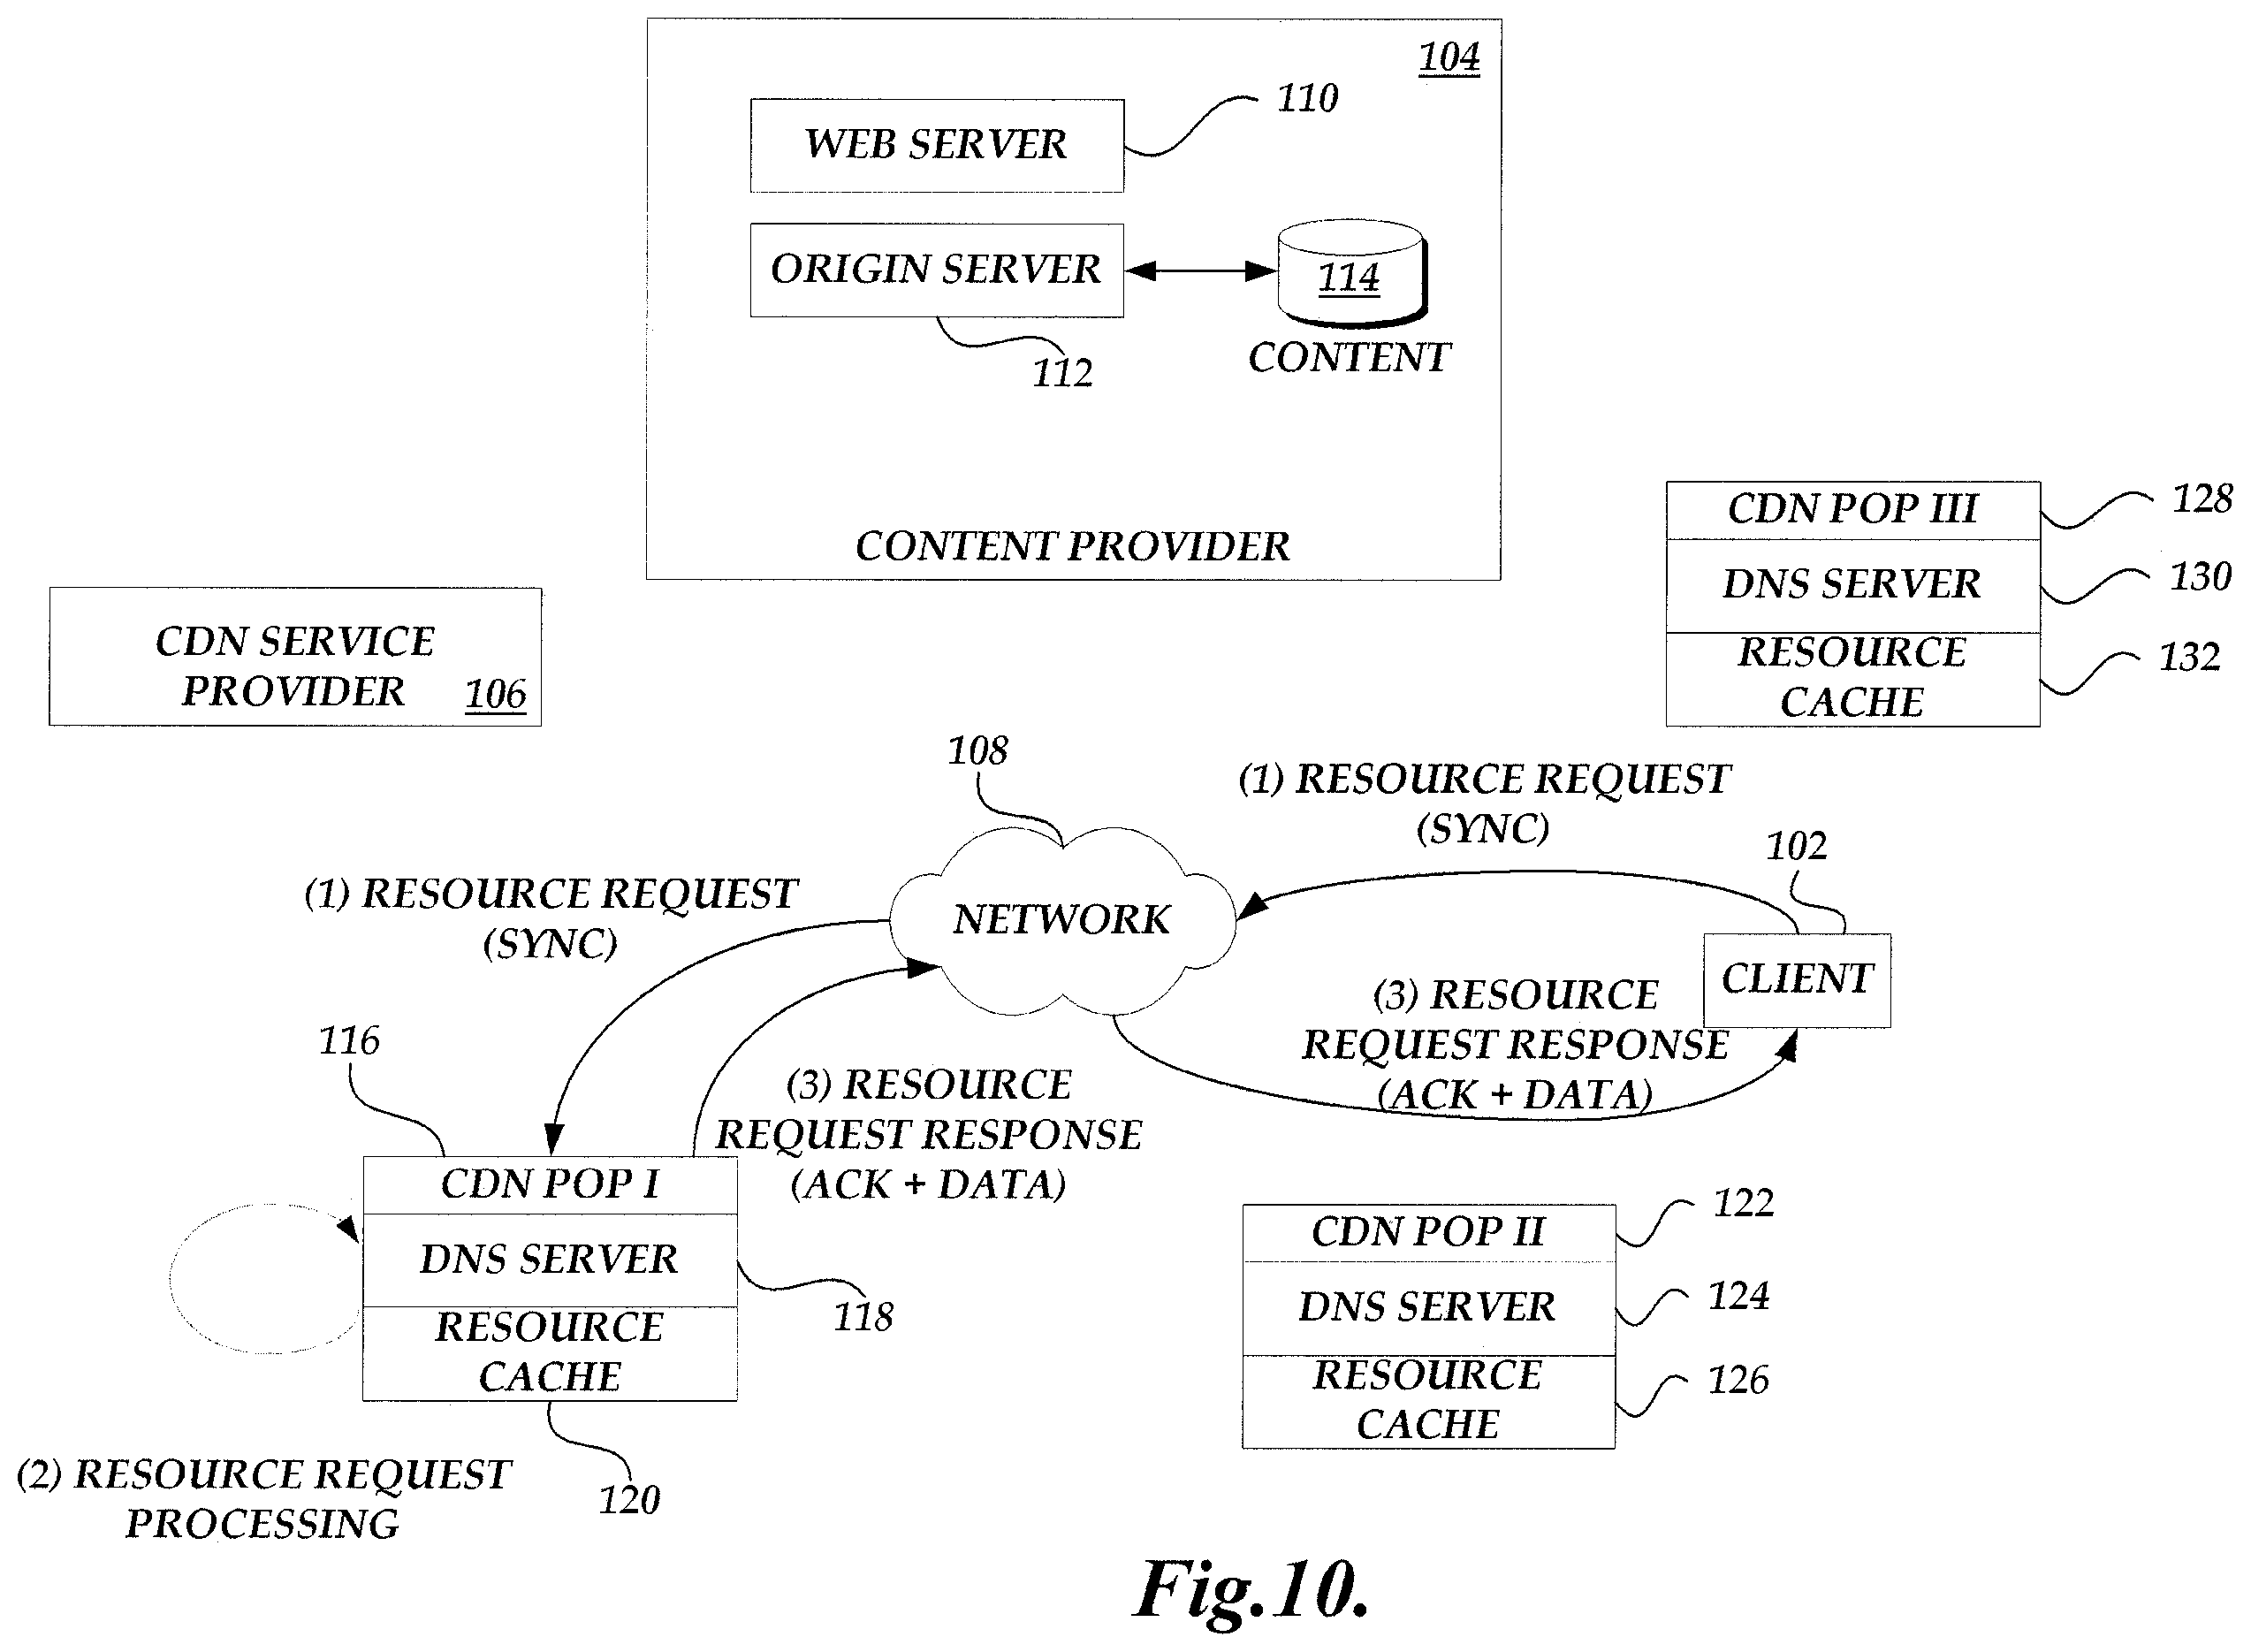 104
110
WEB SERVER
ORIGIN SERVER
114
112
CONTENT
CONTENT PROVIDER
CDN POP III
128
DNS SERVER
130
RESOURCE
CACHE
132
CDN SERVICE
PROVIDER
106
108
(1) RESOURCE REQUEST
(SYNC)
102
(1) RESOURCE REQUEST
(SYNC)
NETWORK
CLIENT
(3) RESOURCE
REQUEST RESPONSE
(ACK + DATA)
116
(3) RESOURCE
REQUEST RESPONSE
(ACK + DATA)
CDN POP I
DNS SERVER
118
RESOURCE
CACHE
120
CDN POP II
122
DNS SERVER
124
RESOURCE
CACHE
126
(2) RESOURCE REQUEST
PROCESSING
Fig.10.